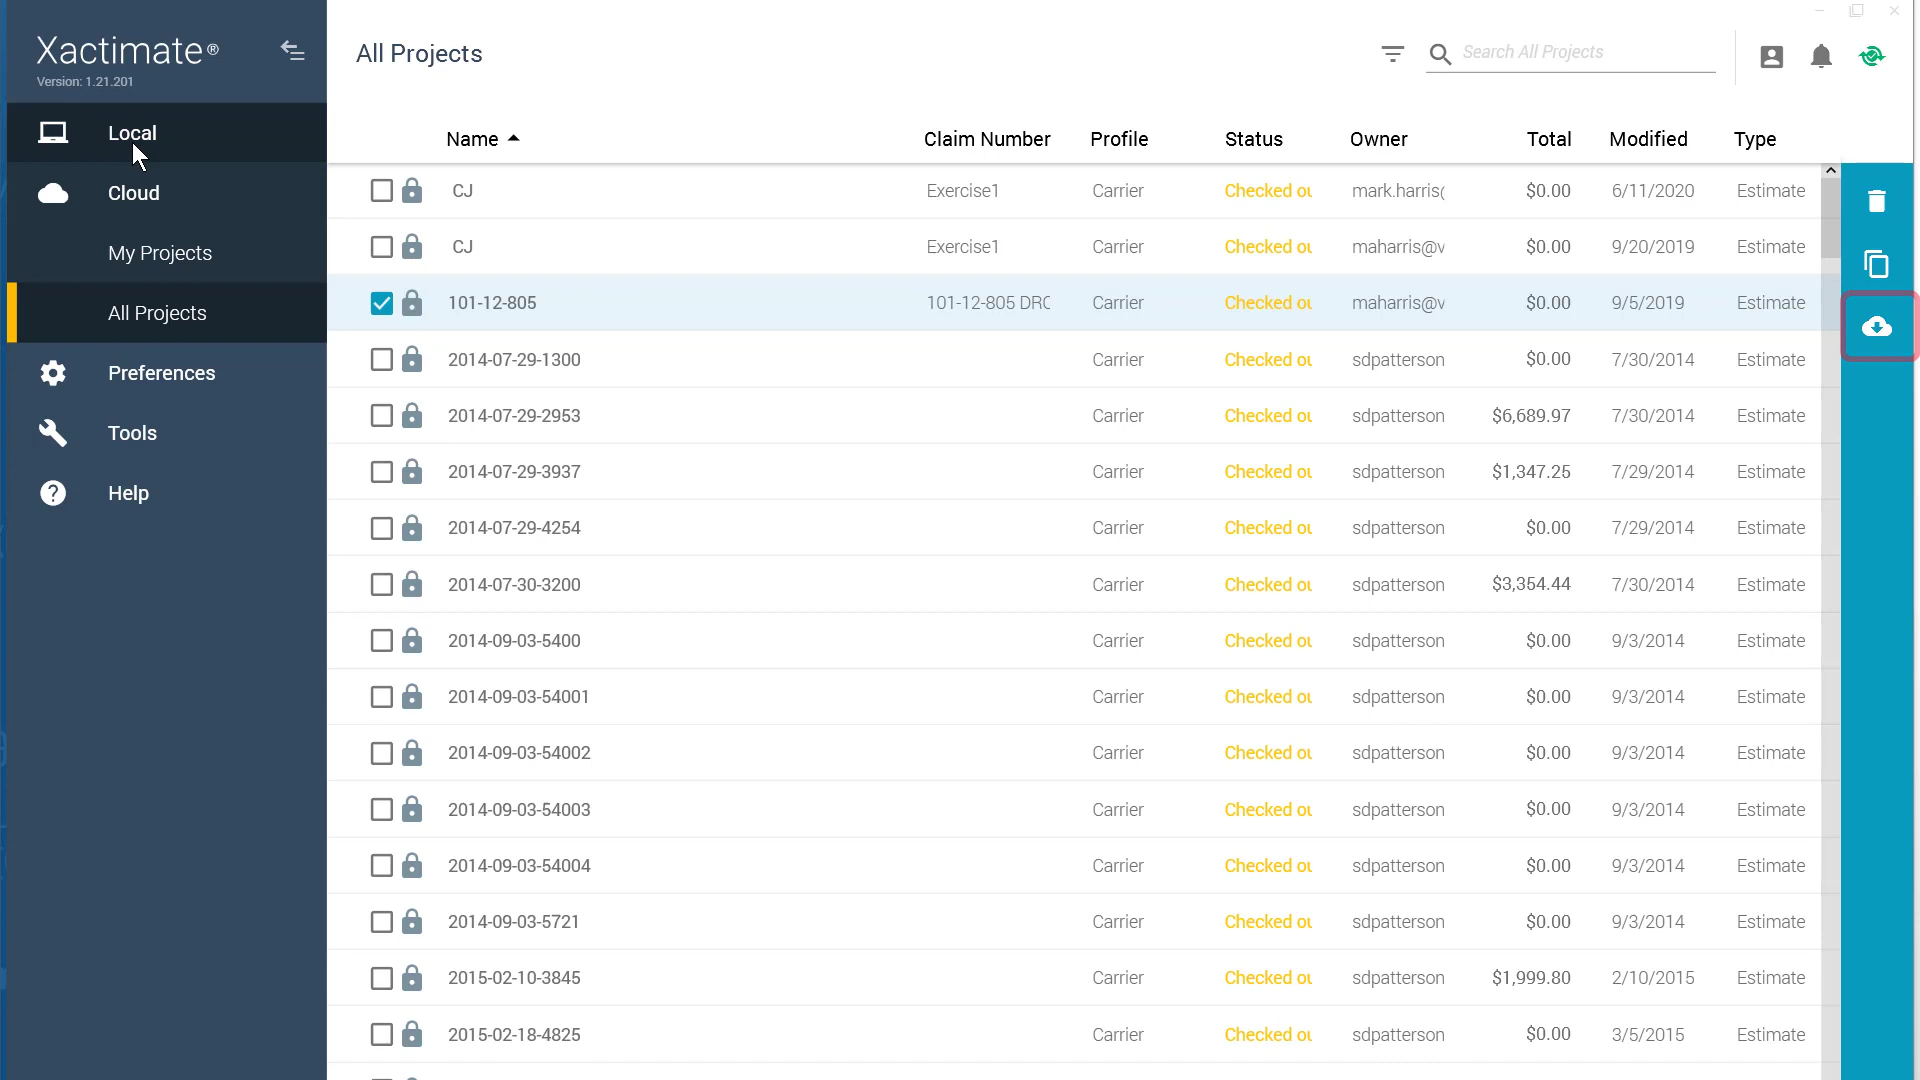 Xactimate®
Version: 1.21.201
Local
Cloud
My Projects
All Projects
Preferences
Tools
Help
All Projects
Search All Projects
Name Claim Number Profile Status Owner Total Modified Type
CJ Exercise1 Carrier Checked ou mark.harris( $0.00 6/11/2020 Estimate
CJ Exercise1 Carrier Checked ou maharris@v $0.00 9/20/2019 Estimate
101-12-805 101-12-805 DRC Carrier Checked ou maharris@v $0.00 9/5/2019 Estimate
2014-07-29-1300 Carrier Checked ou sdpatterson $0.00 7/30/2014 Estimate
2014-07-29-2953 Carrier Checked ou sdpatterson $6,689.97 7/30/2014 Estimate
2014-07-29-3937 Carrier Checked ou sdpatterson $1,347.25 7/29/2014 Estimate
2014-07-29-4254 Carrier Checked ou sdpatterson $0.00 7/29/2014 Estimate
2014-07-30-3200 Carrier Checked ou sdpatterson $3,354.44 7/30/2014 Estimate
2014-09-03-5400 Carrier Checked ou sdpatterson $0.00 9/3/2014 Estimate
2014-09-03-54001 Carrier Checked ou sdpatterson $0.00 9/3/2014 Estimate
2014-09-03-54002 Carrier Checked ou sdpatterson $0.00 9/3/2014 Estimate
2014-09-03-54003 Carrier Checked ou sdpatterson $0.00 9/3/2014 Estimate
2014-09-03-54004 Carrier Checked ou sdpatterson $0.00 9/3/2014 Estimate
2014-09-03-5721 Carrier Checked ou sdpatterson $0.00 9/3/2014 Estimate
2015-02-10-3845 Carrier Checked ou sdpatterson $1,999.80 2/10/2015 Estimate
2015-02-18-4825 Carrier Checked ou sdpatterson $0.00 3/5/2015 Estimate